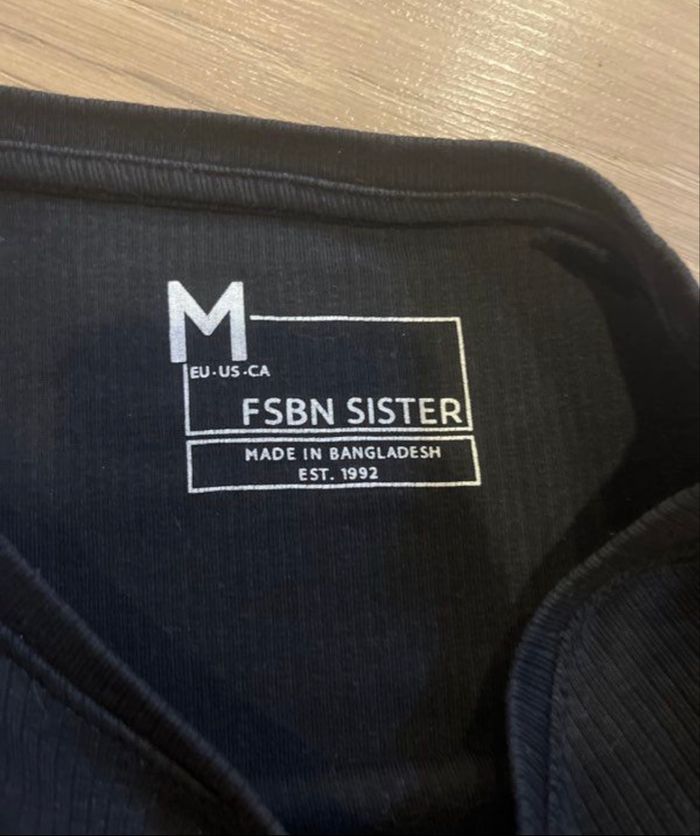 M
EU·US·CA
FSBN SISTER
MADE IN BANGLADESH
EST. 1992